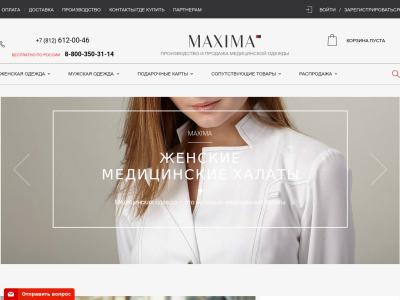 ОПЛАТА ДОСТАВКА ПРОИЗВОДСТВО КОНТАКТЫ/ГДЕ КУПИТЬ ПАРТНЕРАМ ВОЙТИ / ЗАРЕГИСТРИРОВАТЬСЯ
+7 (812) 612-00-46
БЕСПЛАТНО ПО РОССИИ 8-800-350-31-14
MAXIMA
ПРОИЗВОДСТВО И ПРОДАЖА МЕДИЦИНСКОЙ ОДЕЖДЫ
КОРЗИНА ПУСТА
ЖЕНСКАЯ ОДЕЖДА МУЖСКАЯ ОДЕЖДА ПОДАРОЧНЫЕ КАРТЫ СОПУТСТВУЮЩИЕ ТОВАРЫ РАСПРОДАЖА
MAXIMA
ЖЕНСКИЕ
МЕДИЦИНСКИЕ ХАЛАТЫ
Медицинская одежда - это
Отправить вопрос